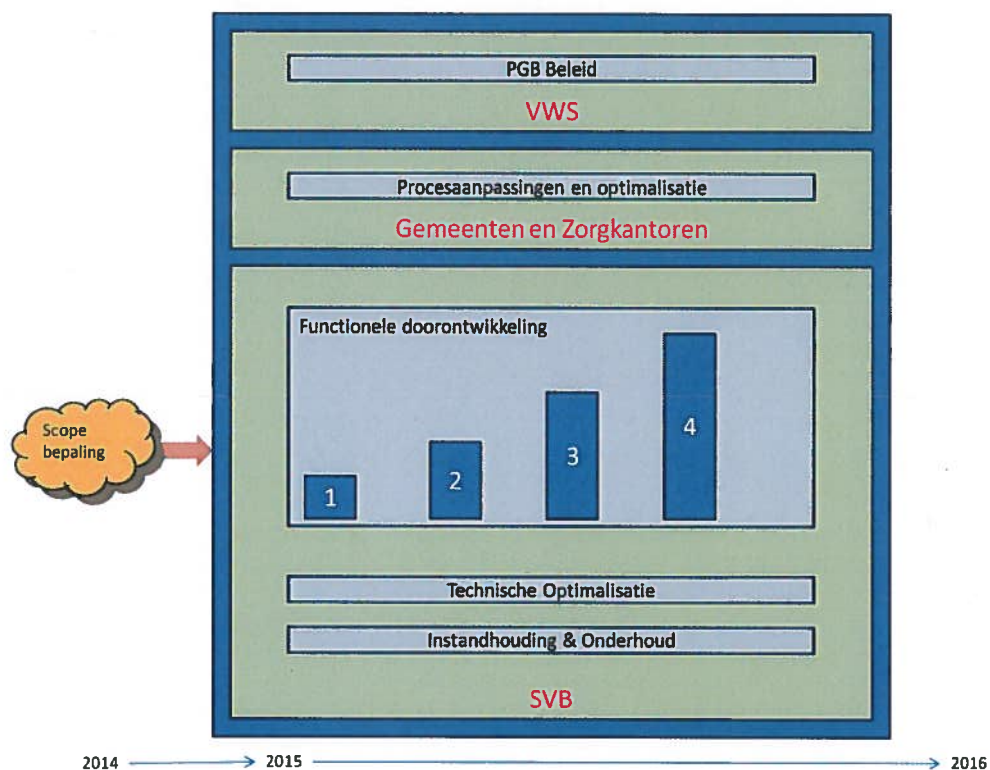 PGB Beleid
VWS
Procesaanpassingen en optimalisatie
Gemeenten en Zorgkantoren
Functionele doorontwikkeling
Scope
bepaling
1
2
3
4
Technische Optimalisatie
Instandhouding & Onderhoud
SVB
2014
2015
2016